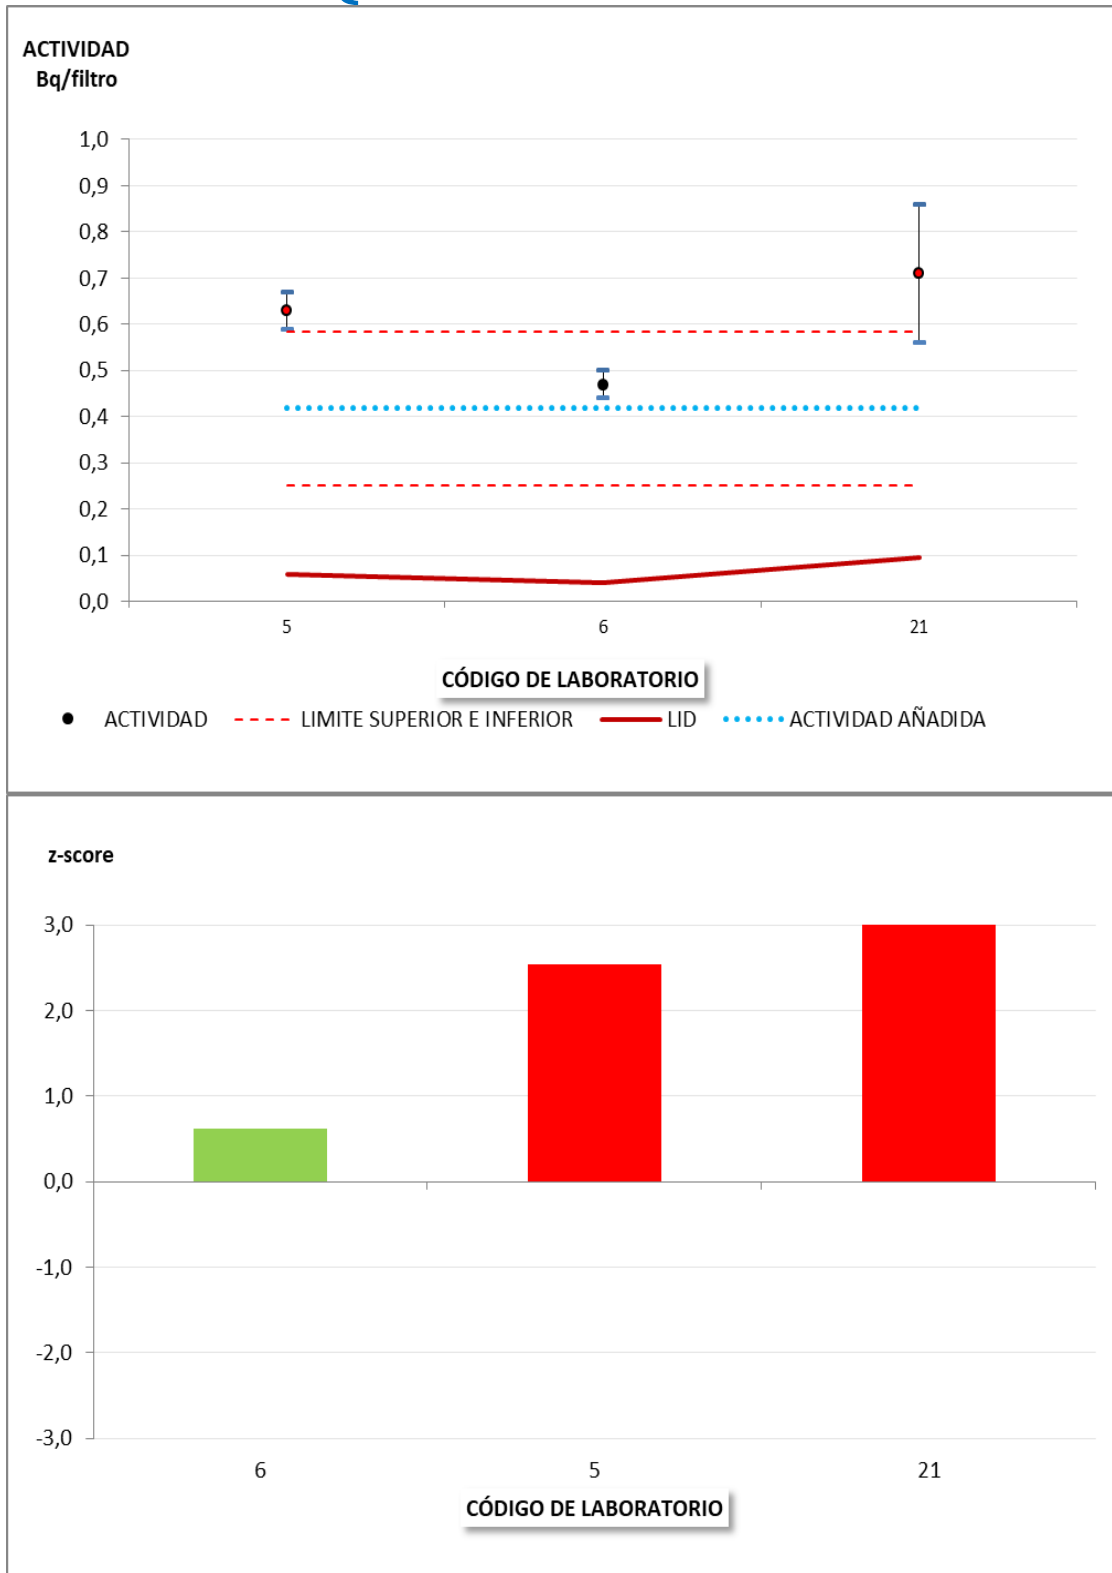 ACTIVIDAD
Bq/filtro
1,0
0,9
0,8
0,7
0,6
0,5
0,4
0,3
0,2
0,1
0,0
5 6 21
CÓDIGO DE LABORATORIO
ACTIVIDAD LIMITE SUPERIOR E INFERIOR LID ACTIVIDAD AÑADIDA
z-score
3,0
2,0
1,0
0,0
-1,0
-2,0
-3,0
6 5 21
CÓDIGO DE LABORATORIO